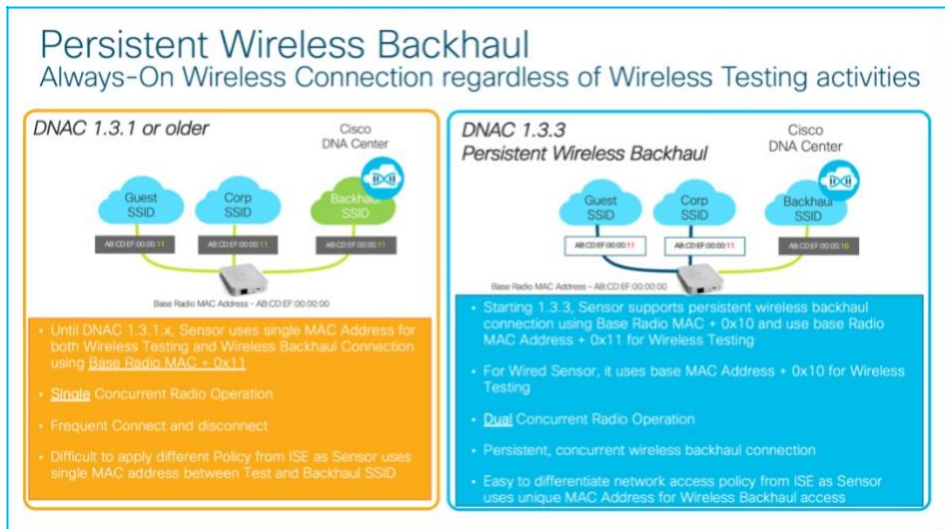 Persistent Wireless Backhaul
Always-On Wireless Connection regardless of Wireless Testing activities
DNAC 1.3.1 or older
Cisco
DNA Center
Guest
SSID
Corp
SSID
Backhaul
SSID
AB:CD:EF:00:00:11
AB:CD:EF:00:00:11
AB:CD:EF:00:00:11
Base Radio MAC Address - AB:CD:EF:00:00:00
• Until DNAC 1.3.1.x, Sensor uses single MAC Address for
both Wireless Testing and Wireless Backhaul Connection
using Base Radio MAC + 0x11
• Single Concurrent Radio Operation
• Frequent Connect and disconnect
• Difficult to apply different Policy from ISE as Sensor uses
single MAC address between Test and Backhaul SSID
DNAC 1.3.3
Persistent Wireless Backhaul
Cisco
DNA Center
Guest
SSID
Corp
SSID
Backhaul
SSID
AB:CD:EF:00:00:11
AB:CD:EF:00:00:11
AB:CD:EF:00:00:10
Base Radio MAC Address - AB:CD:EF:00:00:00
• Starting 1.3.3, Sensor supports persistent wireless backhaul
connection using Base Radio MAC + 0x10 and use base Radio
MAC Address + 0x11 for Wireless Testing
• For Wired Sensor, it uses base MAC Address + 0x10 for Wireless
Testing
• Dual Concurrent Radio Operation
• Persistent, concurrent wireless backhaul connection
• Easy to differentiate network access policy from ISE as Sensor
uses unique MAC Address for Wireless Backhaul access